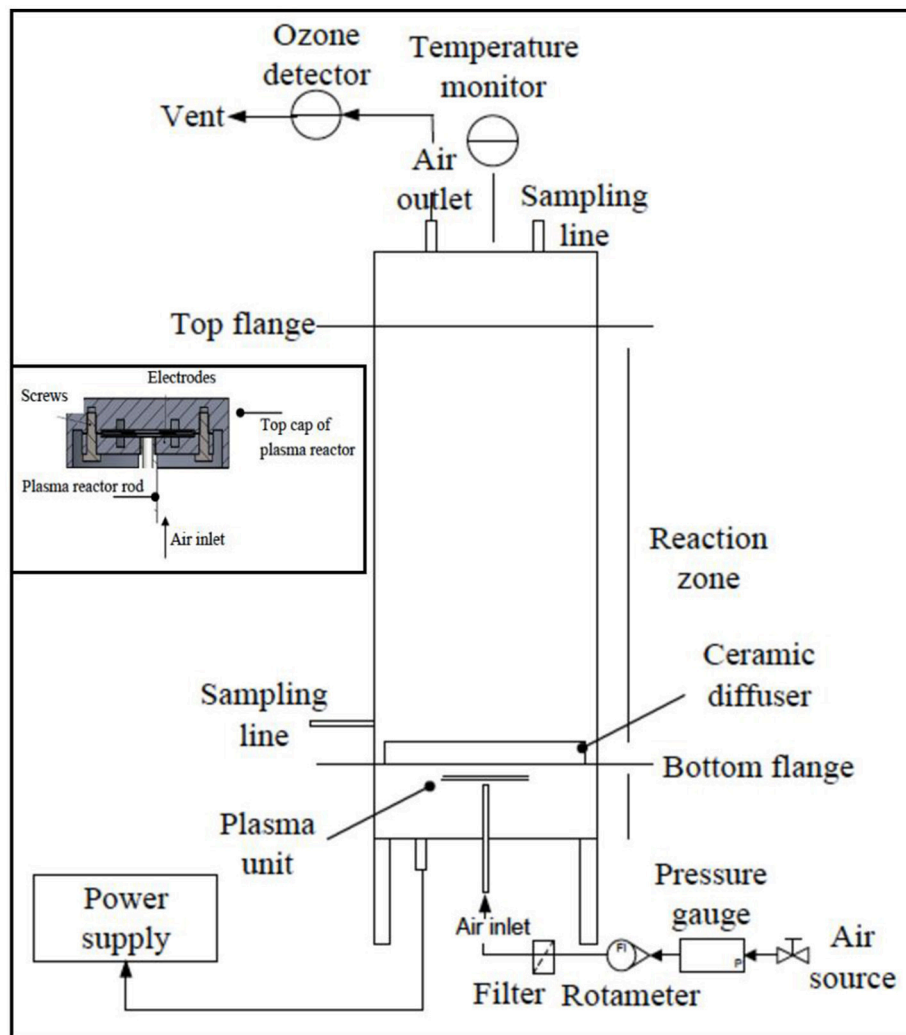 Ozone
detector
Temperature
monitor
Vent
Air
outlet
Sampling
line
Top flange
Electrodes
Screws
Top cap of
plasma reactor
Plasma reactor rod
Air inlet
Reaction
zone
Ceramic
diffuser
Sampling
line
Bottom flange
Plasma
unit
Power
supply
Pressure
gauge
Air inlet
FI
P
Air
source
Filter
Rotameter